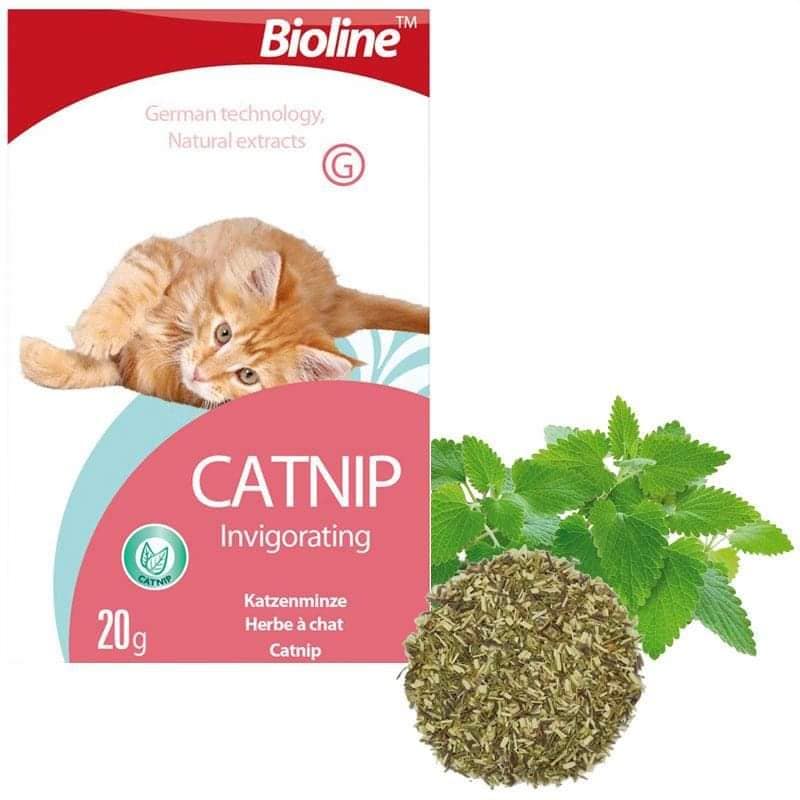 Bioline™
German technology,
Natural extracts
G
CATNIP
Invigorating
CATNIP
Katzenminze
Herbe à chat
Catnip
20g